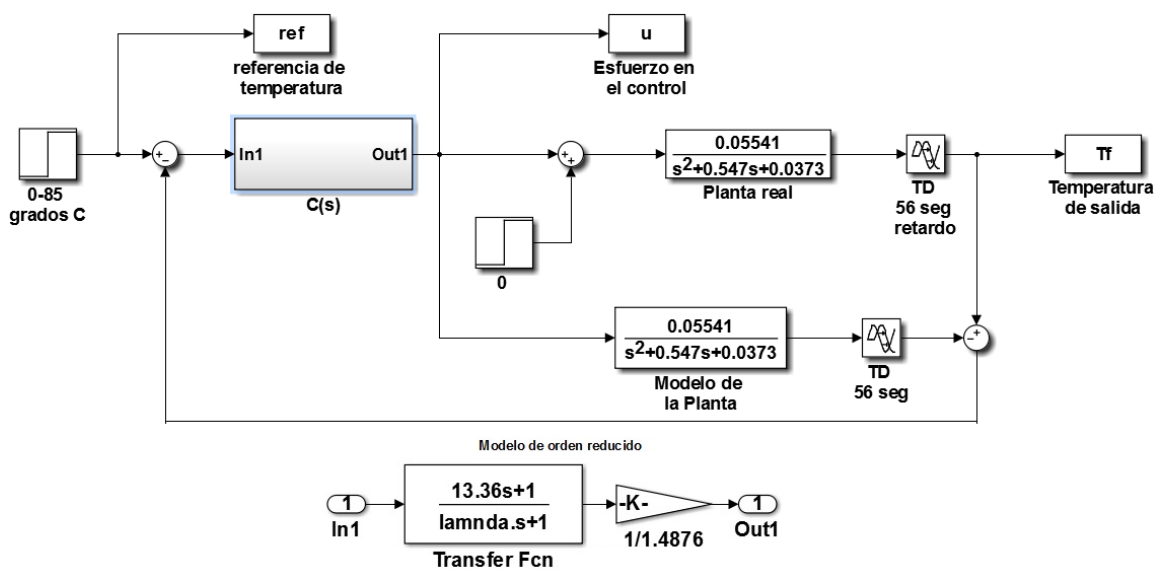 ref
referencia de
temperatura
u
Esfuerzo en
el control
0-85
grados C
+
−
In1
Out1
C(s)
+
+
0.05541
s²+0.547s+0.0373
Planta real
TD
56 seg
retardo
Tf
Temperatura
de salida
0
0.05541
s²+0.547s+0.0373
Modelo de
la Planta
TD
56 seg
+
−
Modelo de orden reducido
1
In1
13.36s+1
lamnda.s+1
Transfer Fcn
-K-
1/1.4876
1
Out1